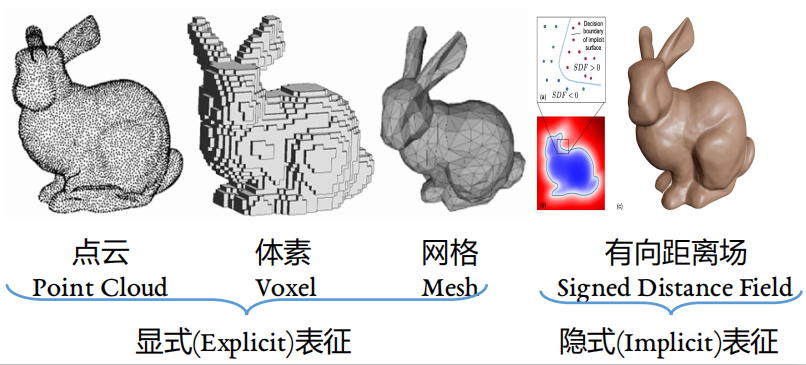 Decision
boundary
of implicit
surface
SDF > 0
SDF < 0
(a)
(c)
点云
Point Cloud
体素
Voxel
网格
Mesh
有向距离场
Signed Distance Field
显式(Explicit)表征
隐式(Implicit)表征